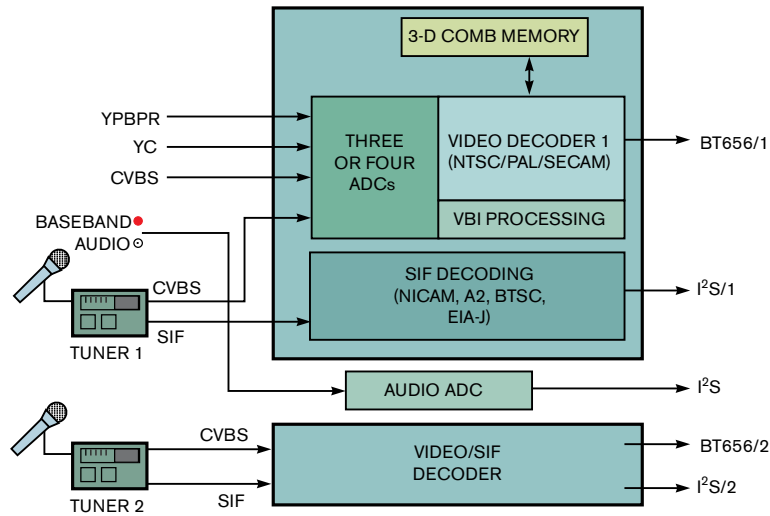 3-D COMB MEMORY
YPBPR
YC
CVBS
THREE
OR FOUR
ADCs
VIDEO DECODER 1
(NTSC/PAL/SECAM)
BT656/1
VBI PROCESSING
BASEBAND
AUDIO
CVBS
SIF
TUNER 1
SIF DECODING
(NICAM, A2, BTSC,
EIA-J)
I²S/1
AUDIO ADC
I²S
CVBS
SIF
TUNER 2
VIDEO/SIF
DECODER
BT656/2
I²S/2